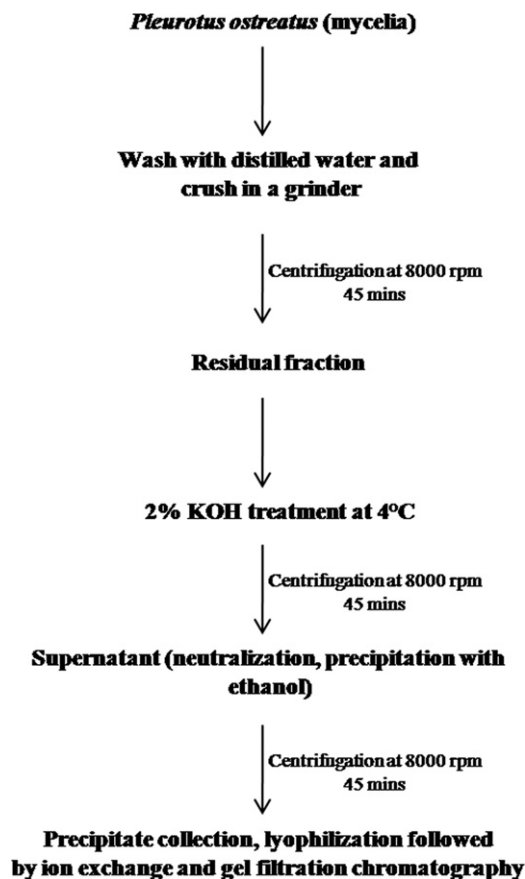 Pleurotus ostreatus (mycelia)
Wash with distilled water and
crush in a grinder
Centrifugation at 8000 rpm
45 mins
Residual fraction
2% KOH treatment at 4°C
Centrifugation at 8000 rpm
45 mins
Supernatant (neutralization, precipitation with
ethanol)
Centrifugation at 8000 rpm
45 mins
Precipitate collection, lyophilization followed
by ion exchange and gel filtration chromatography